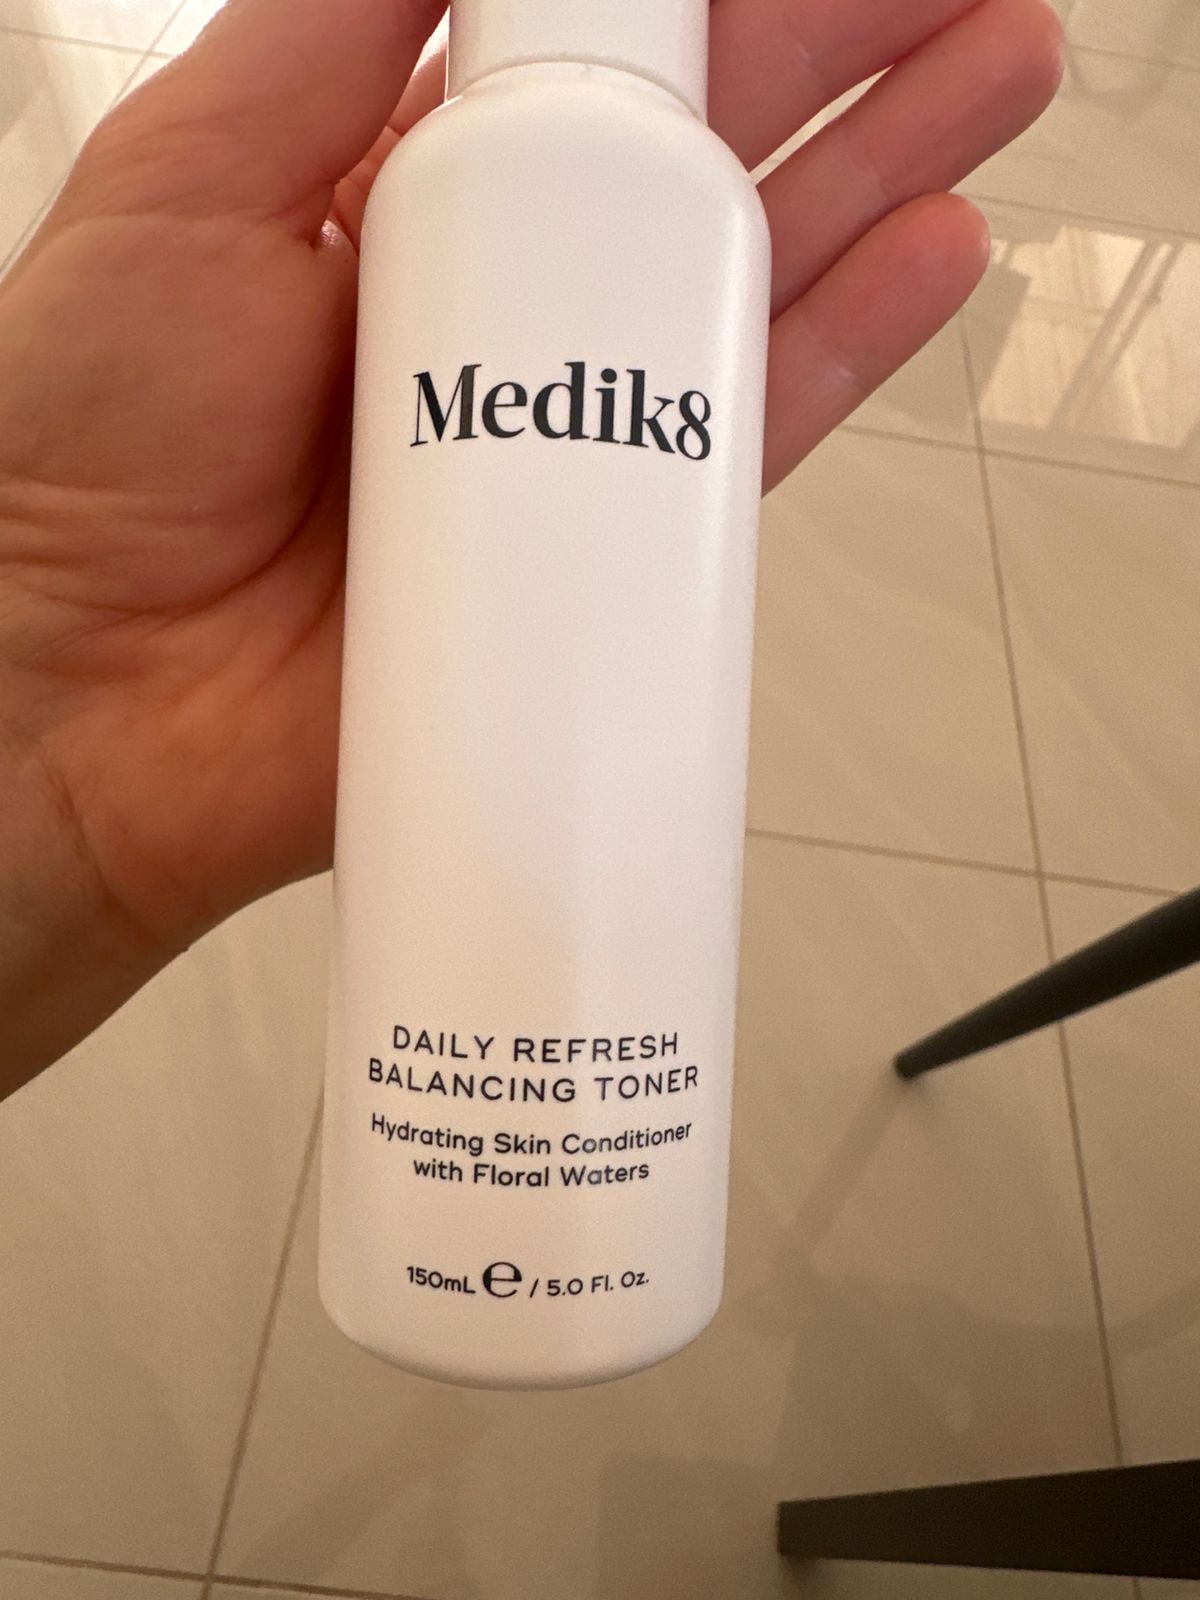 Medik8
DAILY REFRESH
BALANCING TONER
Hydrating Skin Conditioner
with Floral Waters
150mL ℮ / 5.0 Fl. Oz.